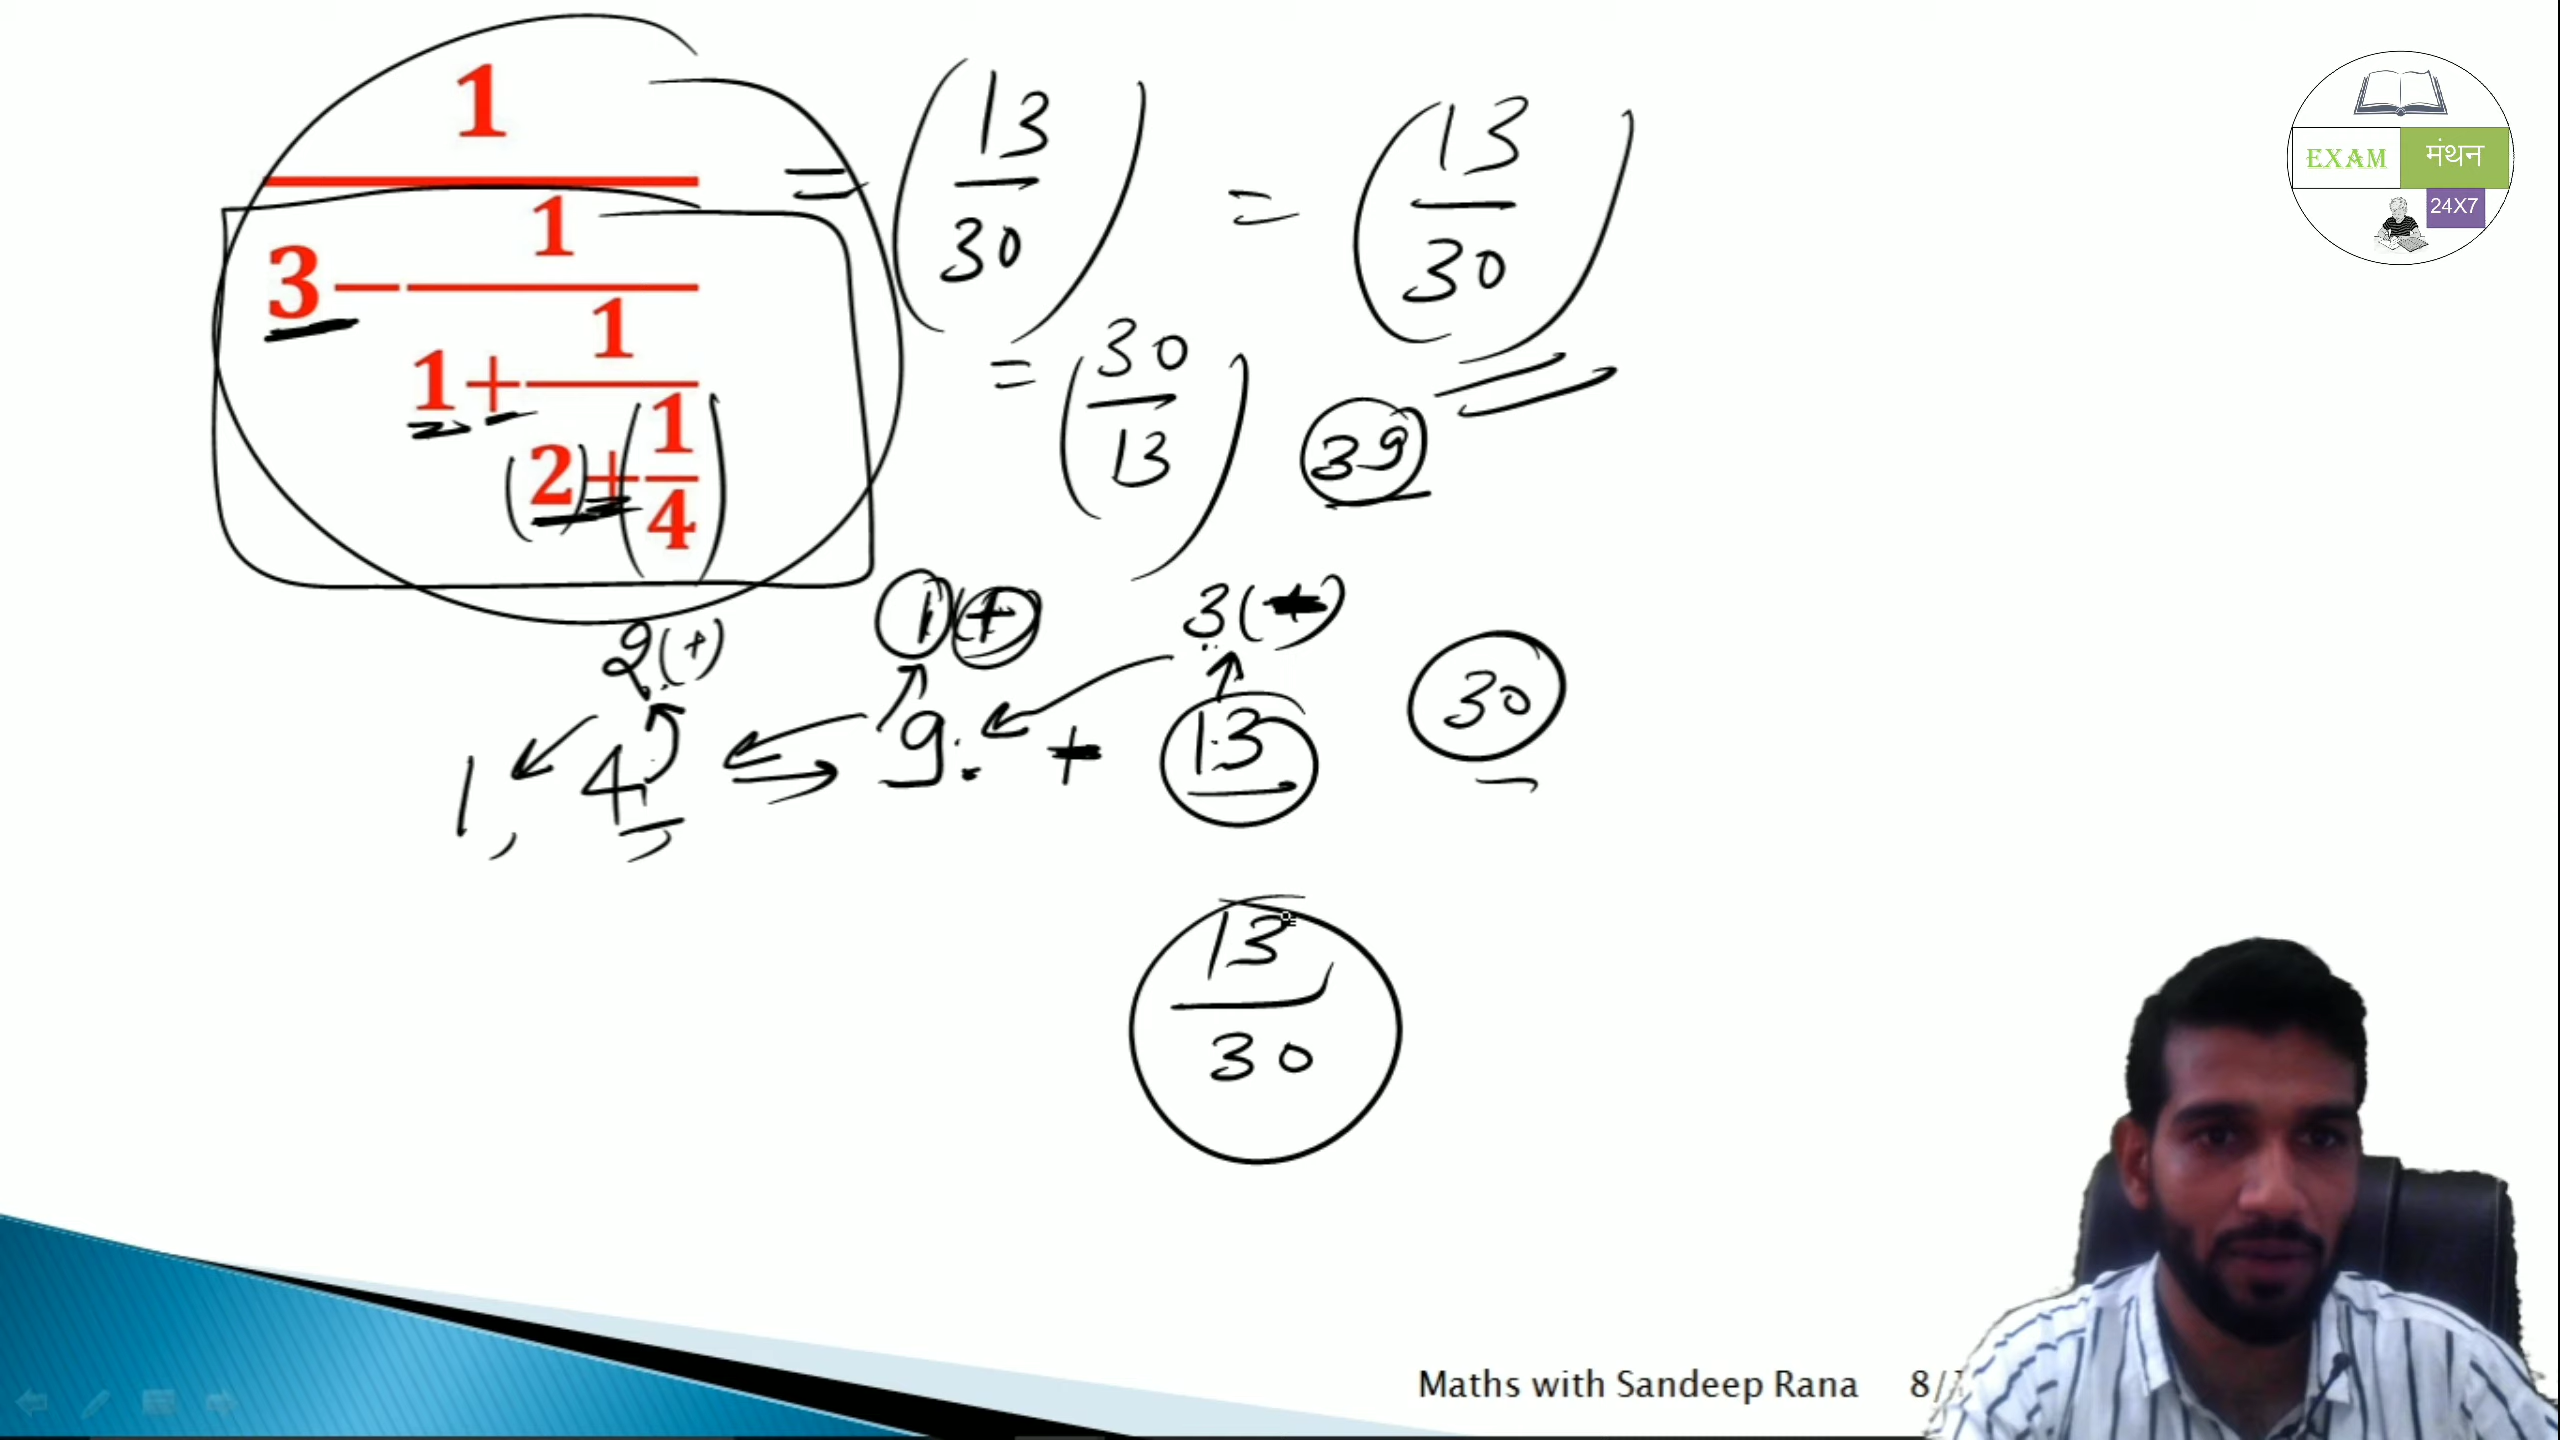 1
3 − 1
1 + 1
(2) + (1/4)
= (13/30) = (13/30)
= (30/13) 39
2(+) 1(+) 3(-)
1, 4 9 + 13 30
13
30
EXAM मंथन
24X7
Maths with Sandeep Rana 8/